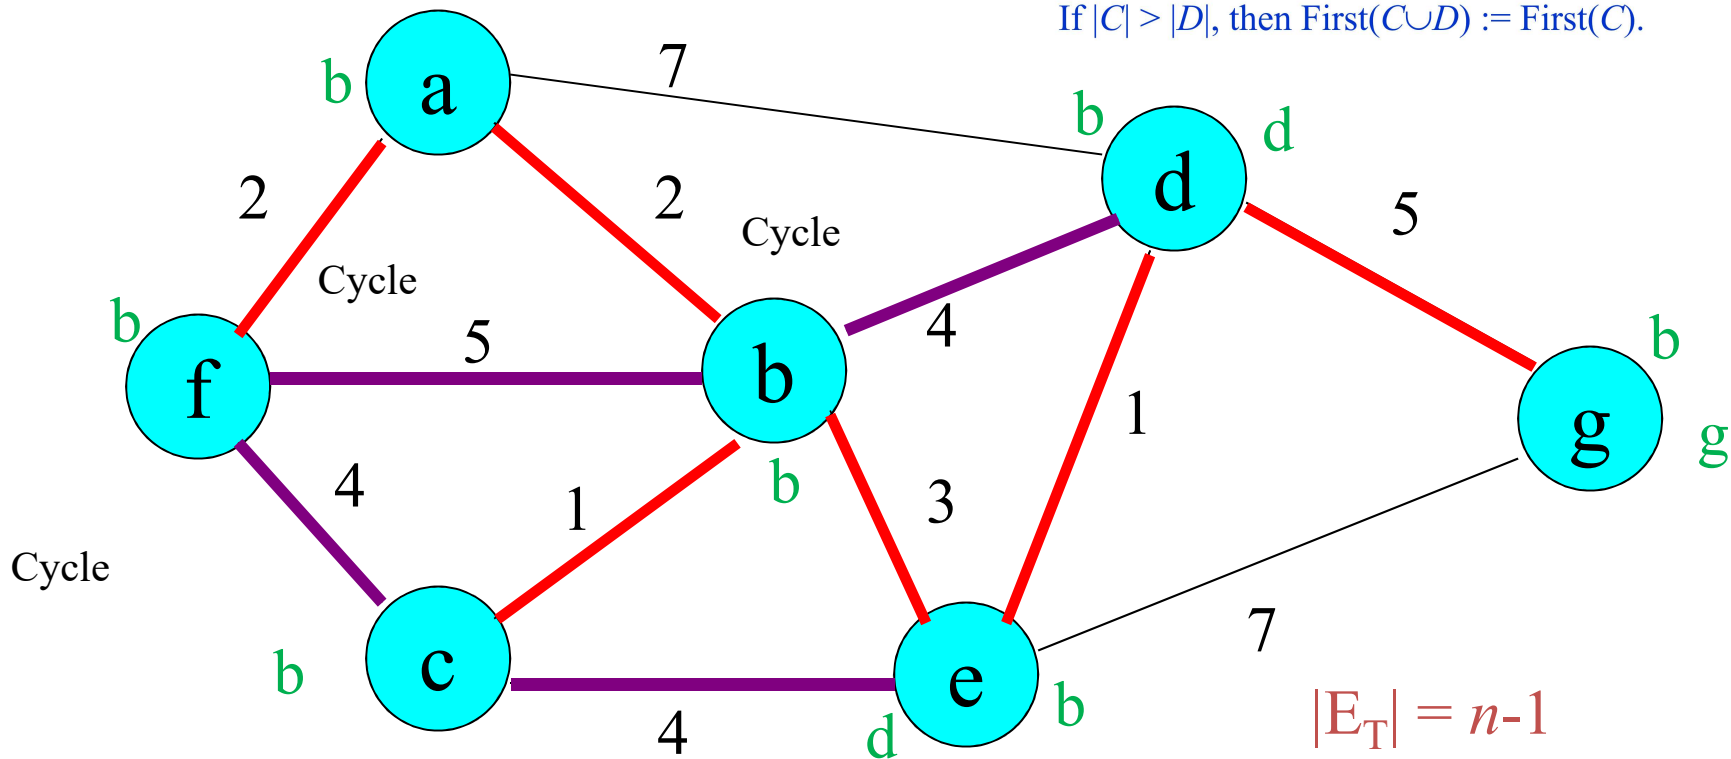 If |C| > |D|, then First(C∪D) := First(C).
b
a
7
b
d
d
2
2
5
Cycle
Cycle
b
f
5
b
4
b
g
g
1
4
1
b
3
Cycle
b
c
4
d
e
b
7
|E_T| = n-1